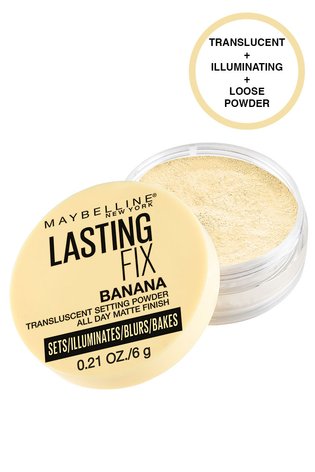 TRANSLUCENT
+
ILLUMINATING
+
LOOSE
POWDER
MAYBELLINE®
NEW YORK
LASTING
FIX
BANANA
TRANSLUSCENT SETTING POWDER
ALL DAY MATTE FINISH
SETS/ILLUMINATES/BLURS/BAKES
0.21 OZ./6 g